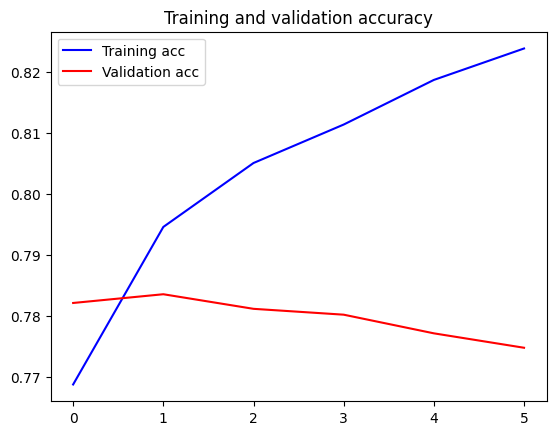 Training and validation accuracy
Training acc
Validation acc
0.82
0.81
0.80
0.79
0.78
0.77
0 1 2 3 4 5